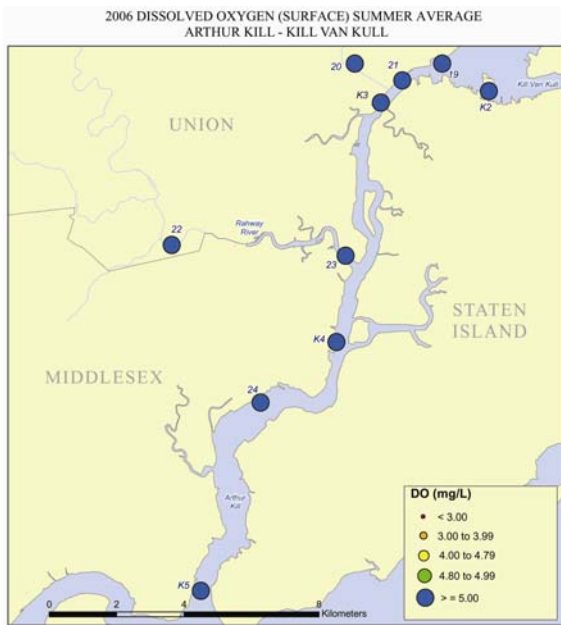 2006 DISSOLVED OXYGEN (SURFACE) SUMMER AVERAGE
ARTHUR KILL - KILL VAN KULL
20
21
19
Kill Van Kull
K2
K3
UNION
22
Rahway
River
23
STATEN
ISLAND
K4
MIDDLESEX
24
Arthur
Kill
K5
DO (mg/L)
< 3.00
3.00 to 3.99
4.00 to 4.79
4.80 to 4.99
> = 5.00
0 2 4 8
Kilometers